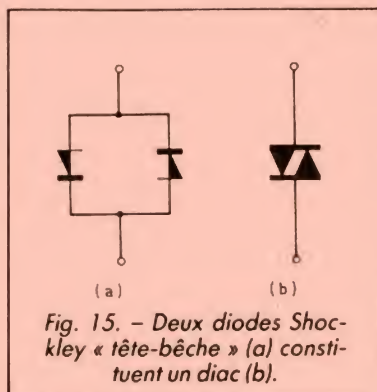 (a) (b)
Fig. 15. – Deux diodes Shoc-
kley « tête-bêche » (a) consti-
tuent un diac (b).